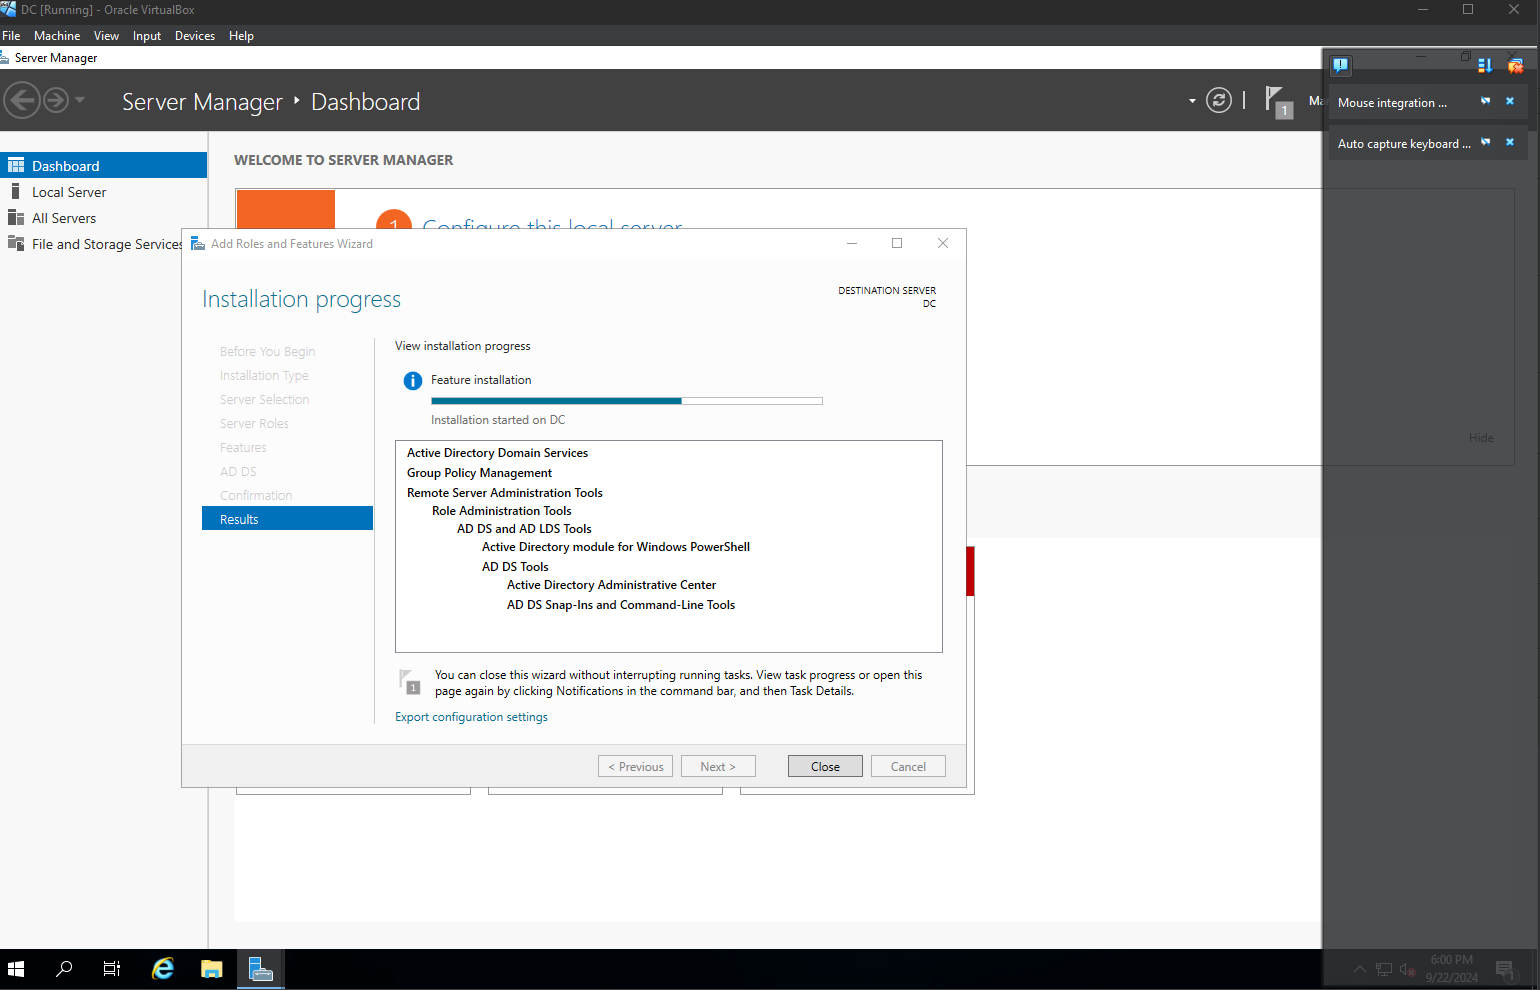 DC [Running] - Oracle VirtualBox
File Machine View Input Devices Help
Server Manager
Server Manager Dashboard
1
Mouse integration ...
Auto capture keyboard ...
Dashboard
Local Server
All Servers
File and Storage Services
WELCOME TO SERVER MANAGER
1 Configure this local server
Hide
Add Roles and Features Wizard
Installation progress
DESTINATION SERVER
DC
Before You Begin
Installation Type
Server Selection
Server Roles
Features
AD DS
Confirmation
Results
View installation progress
Feature installation
Installation started on DC
Active Directory Domain Services
Group Policy Management
Remote Server Administration Tools
Role Administration Tools
AD DS and AD LDS Tools
Active Directory module for Windows PowerShell
AD DS Tools
Active Directory Administrative Center
AD DS Snap-Ins and Command-Line Tools
1
You can close this wizard without interrupting running tasks. View task progress or open this
page again by clicking Notifications in the command bar, and then Task Details.
Export configuration settings
< Previous
Next >
Close
Cancel
6:00 PM
9/22/2024
1